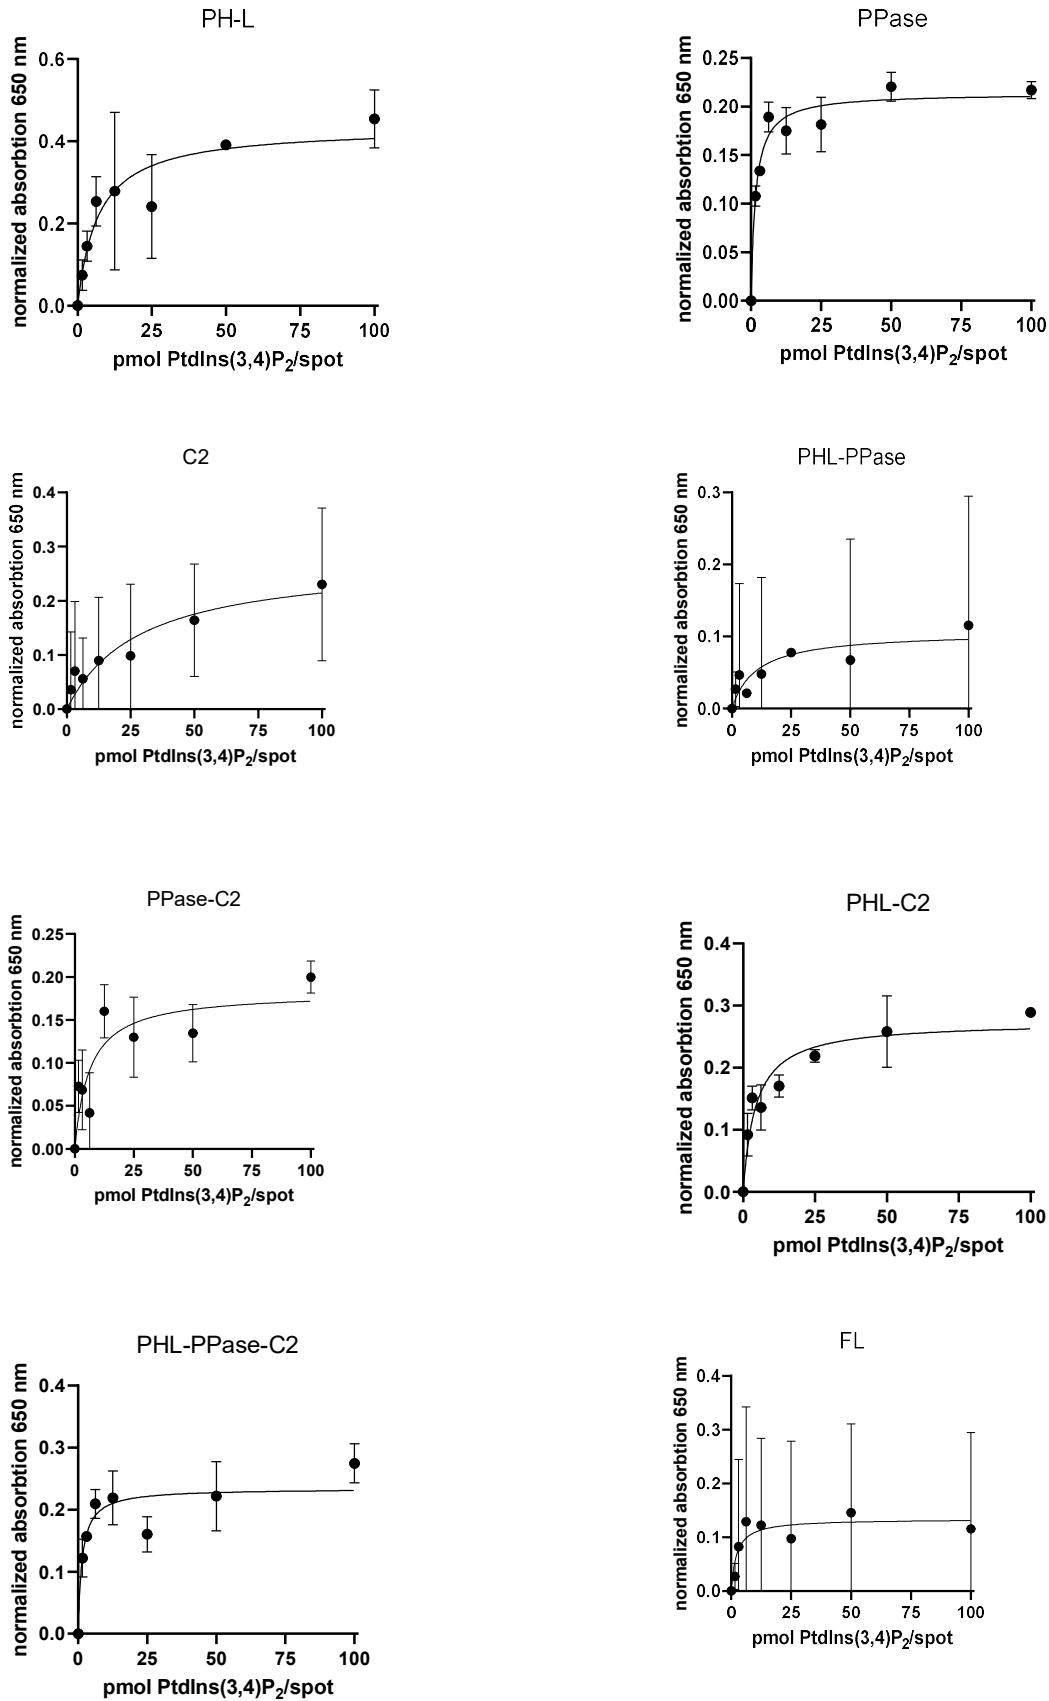 PH-L
normalized absorbtion 650 nm
0.6
0.4
0.2
0.0
0 25 50 75 100
pmol PtdIns(3,4)P2/spot
PPase
normalized absorbtion 650 nm
0.25
0.20
0.15
0.10
0.05
0.00
0 25 50 75 100
pmol PtdIns(3,4)P2/spot
C2
normalized absorbtion 650 nm
0.4
0.3
0.2
0.1
0.0
0 25 50 75 100
pmol PtdIns(3,4)P2/spot
PHL-PPase
normalized absorbtion 650 nm
0.3
0.2
0.1
0.0
0 25 50 75 100
pmol PtdIns(3,4)P2/spot
PPase-C2
normalized absorbtion 650 nm
0.25
0.20
0.15
0.10
0.05
0.00
0 25 50 75 100
pmol PtdIns(3,4)P2/spot
PHL-C2
normalized absorbtion 650 nm
0.4
0.3
0.2
0.1
0.0
0 25 50 75 100
pmol PtdIns(3,4)P2/spot
PHL-PPase-C2
normalized absorbtion 650 nm
0.4
0.3
0.2
0.1
0.0
0 25 50 75 100
pmol PtdIns(3,4)P2/spot
FL
normalized absorbtion 650 nm
0.4
0.3
0.2
0.1
0.0
0 25 50 75 100
pmol PtdIns(3,4)P2/spot